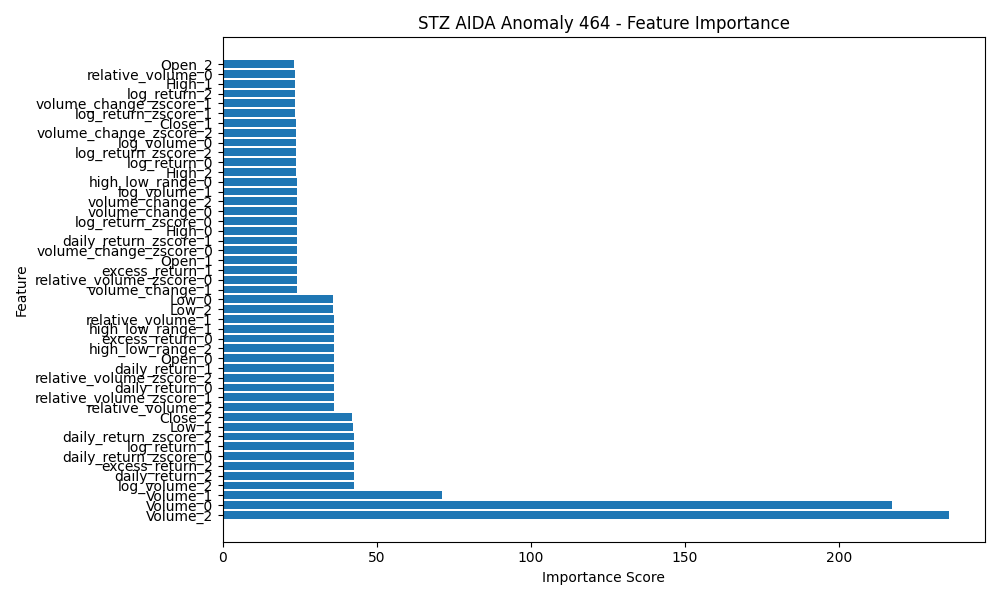 STZ AIDA Anomaly 464 - Feature Importance
Open_2
relative_volume_0
High_1
log_return_2
volume_change_zscore_1
log_return_zscore_1
Close_1
volume_change_zscore_2
log_volume_0
log_return_zscore_2
log_return_0
High_2
high_low_range_0
log_volume_1
volume_change_2
volume_change_0
log_return_zscore_0
High_0
daily_return_zscore_1
volume_change_zscore_0
Open_1
excess_return_1
relative_volume_zscore_0
volume_change_1
Low_0
Low_2
relative_volume_1
high_low_range_1
excess_return_0
high_low_range_2
Open_0
daily_return_1
relative_volume_zscore_2
daily_return_0
relative_volume_zscore_1
relative_volume_2
Close_2
Low_1
daily_return_zscore_2
log_return_1
daily_return_zscore_0
excess_return_2
daily_return_2
log_volume_2
Volume_1
Volume_0
Volume_2
Feature
0 50 100 150 200
Importance Score